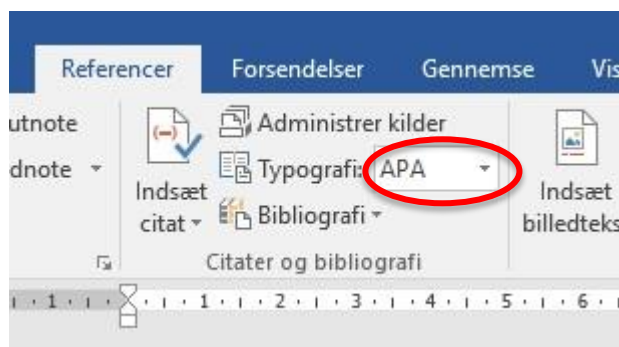 Referencer Forsendelser Gennemse Vis
utnote Administrer kilder
dnote Typografi: APA
Indsæt citat Bibliografi Indsæt billedteks
Citater og bibliografi
1 1 2 3 4 5 6